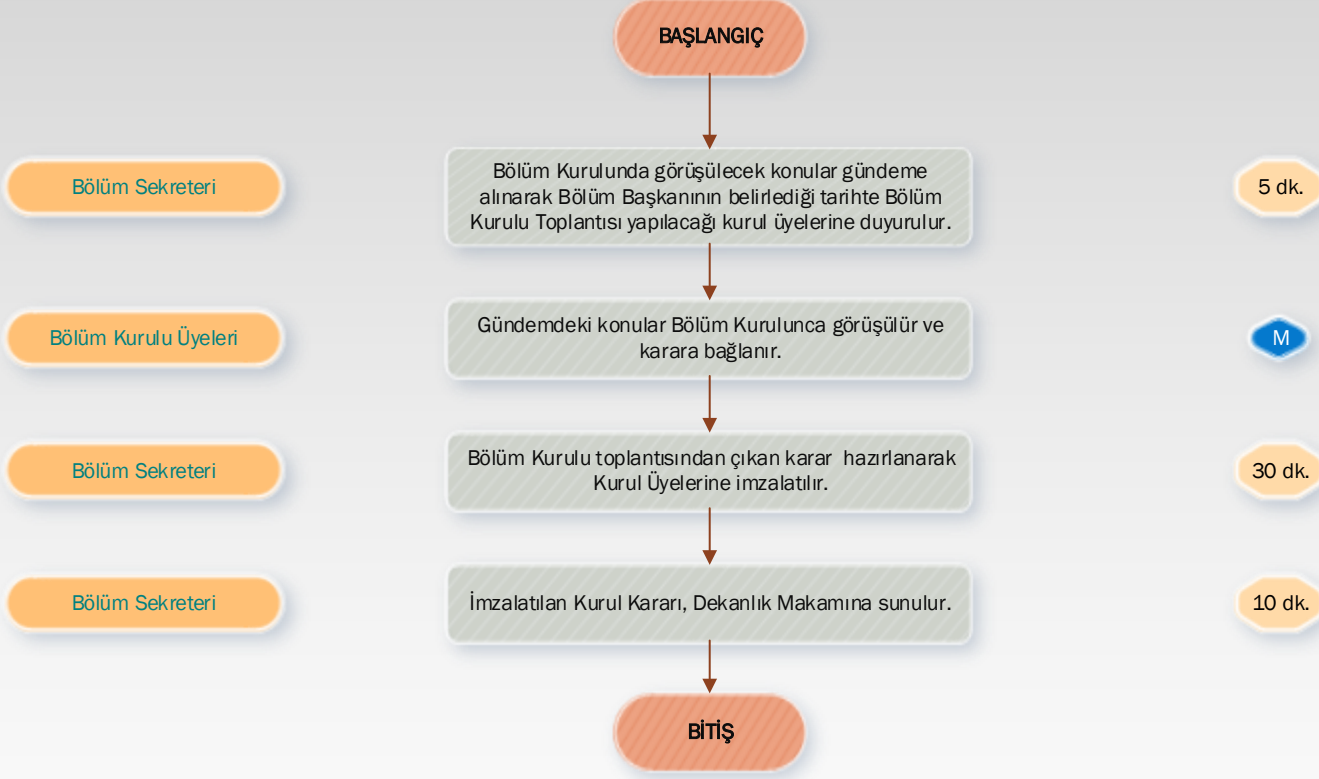 BAŞLANGIÇ
Bölüm Sekreteri
Bölüm Kurulunda görüşülecek konular gündeme
alınarak Bölüm Başkanının belirlediği tarihte Bölüm
Kurulu Toplantısı yapılacağı kurul üyelerine duyurulur.
5 dk.
Bölüm Kurulu Üyeleri
Gündemdeki konular Bölüm Kurulunca görüşülür ve
karara bağlanır.
M
Bölüm Sekreteri
Bölüm Kurulu toplantısından çıkan karar hazırlanarak
Kurul Üyelerine imzalatılır.
30 dk.
Bölüm Sekreteri
İmzalatılan Kurul Kararı, Dekanlık Makamına sunulur.
10 dk.
BİTİŞ